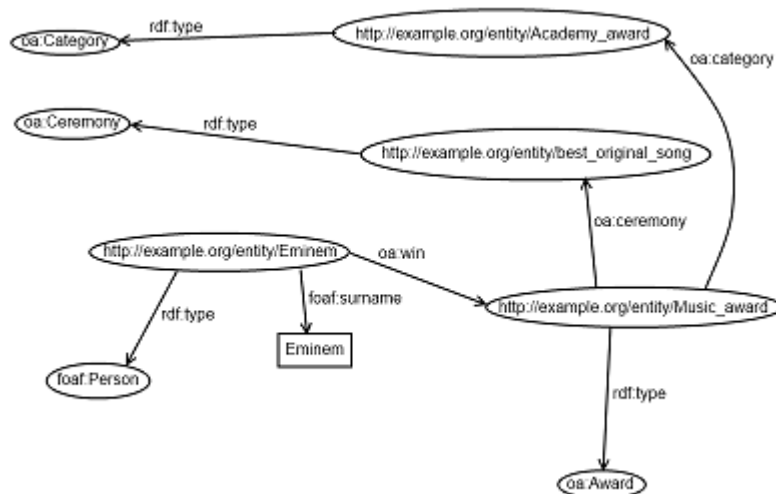 rdf:type
http://example.org/entity/Academy_award
oa:Category
oa:category
oa:Ceremony
rdf:type
http://example.org/entity/best_original_song
oa:ceremony
http://example.org/entity/Eminem
oa:win
foaf:surname
http://example.org/entity/Music_award
rdf:type
Eminem
foaf:Person
rdf:type
oa:Award